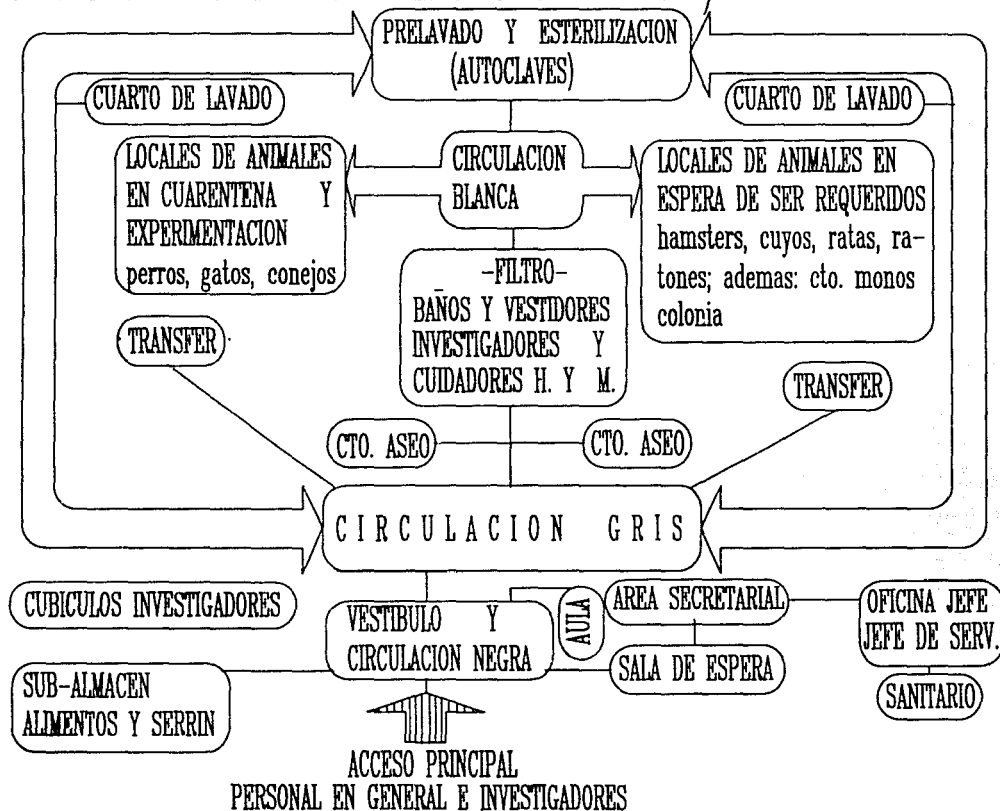 PRELAVADO Y ESTERILIZACION
(AUTOCLAVES)
CUARTO DE LAVADO
CUARTO DE LAVADO
LOCALES DE ANIMALES
EN CUARENTENA Y
EXPERIMENTACION
perros, gatos, conejos
CIRCULACION
BLANCA
LOCALES DE ANIMALES EN
ESPERA DE SER REQUERIDOS
hamsters, cuyos, ratas, ra-
tones; ademas: cto. monos
colonia
-FILTRO-
BAÑOS Y VESTIDORES
INVESTIGADORES Y
CUIDADORES H. Y M.
TRANSFER
TRANSFER
CTO. ASEO
CTO. ASEO
CIRCULACION GRIS
CUBICULOS INVESTIGADORES
VESTIBULO Y
CIRCULACION NEGRA
AULA
AREA SECRETARIAL
OFICINA JEFE
JEFE DE SERV.
SALA DE ESPERA
SANITARIO
SUB-ALMACEN
ALIMENTOS Y SERRIN
ACCESO PRINCIPAL
PERSONAL EN GENERAL E INVESTIGADORES